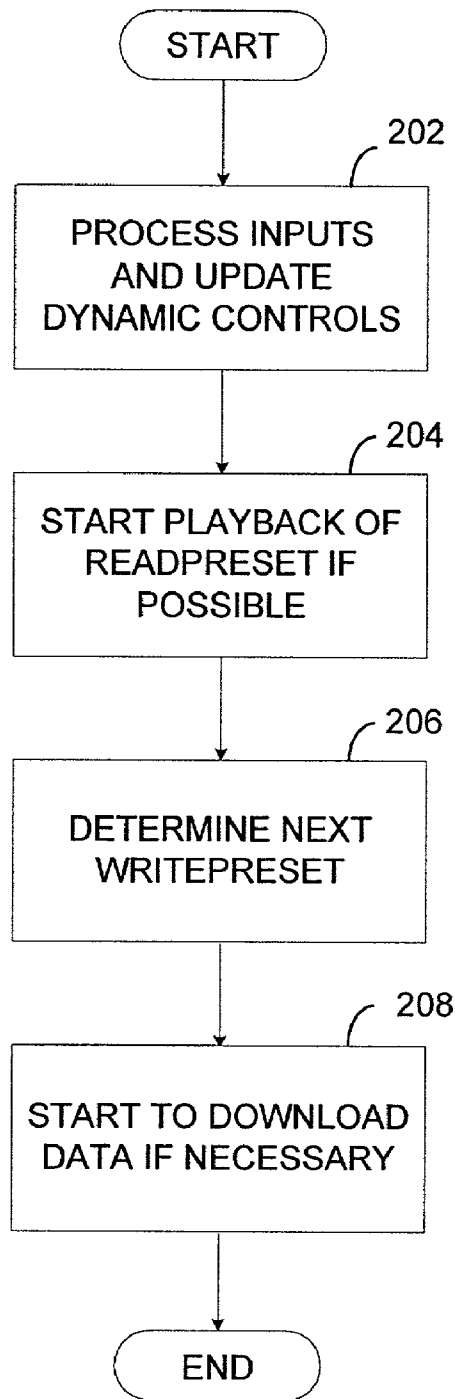 START
202
PROCESS INPUTS
AND UPDATE
DYNAMIC CONTROLS
204
START PLAYBACK OF
READPRESET IF
POSSIBLE
206
DETERMINE NEXT
WRITEPRESET
208
START TO DOWNLOAD
DATA IF NECESSARY
END